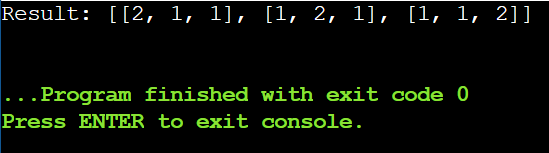 Result: [[2, 1, 1], [1, 2, 1], [1, 1, 2]]
...Program finished with exit code 0
Press ENTER to exit console.